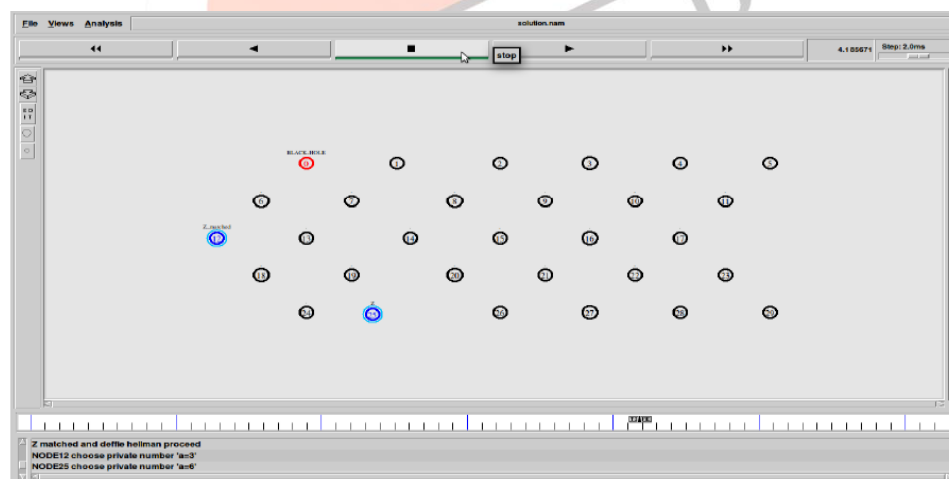 File Views Analysis solution.nam
4.185671 Step: 2.0ms
stop
ED
IT
BLACK_HOLE
0 1 2 3 4 5
6 7 8 9 10 11
Z_matched
12 13 14 15 16 17
18 19 20 21 22 23
Z_
24 25 26 27 28 29
Z matched and deffie hellman proceed
NODE12 choose private number 'a=3'
NODE25 choose private number 'a=6'